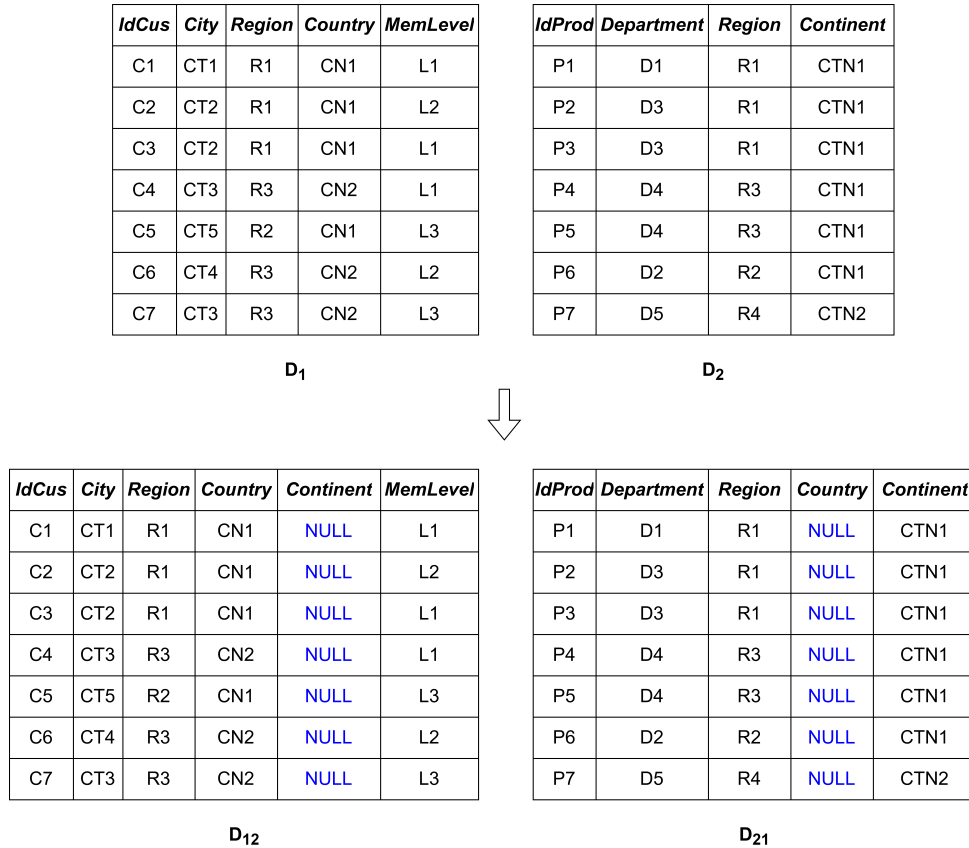 IdCus City Region Country MemLevel
C1 CT1 R1 CN1 L1
C2 CT2 R1 CN1 L2
C3 CT2 R1 CN1 L1
C4 CT3 R3 CN2 L1
C5 CT5 R2 CN1 L3
C6 CT4 R3 CN2 L2
C7 CT3 R3 CN2 L3
D1
IdProd Department Region Continent
P1 D1 R1 CTN1
P2 D3 R1 CTN1
P3 D3 R1 CTN1
P4 D4 R3 CTN1
P5 D4 R3 CTN1
P6 D2 R2 CTN1
P7 D5 R4 CTN2
D2
IdCus City Region Country Continent MemLevel
C1 CT1 R1 CN1 NULL L1
C2 CT2 R1 CN1 NULL L2
C3 CT2 R1 CN1 NULL L1
C4 CT3 R3 CN2 NULL L1
C5 CT5 R2 CN1 NULL L3
C6 CT4 R3 CN2 NULL L2
C7 CT3 R3 CN2 NULL L3
D12
IdProd Department Region Country Continent
P1 D1 R1 NULL CTN1
P2 D3 R1 NULL CTN1
P3 D3 R1 NULL CTN1
P4 D4 R3 NULL CTN1
P5 D4 R3 NULL CTN1
P6 D2 R2 NULL CTN1
P7 D5 R4 NULL CTN2
D21